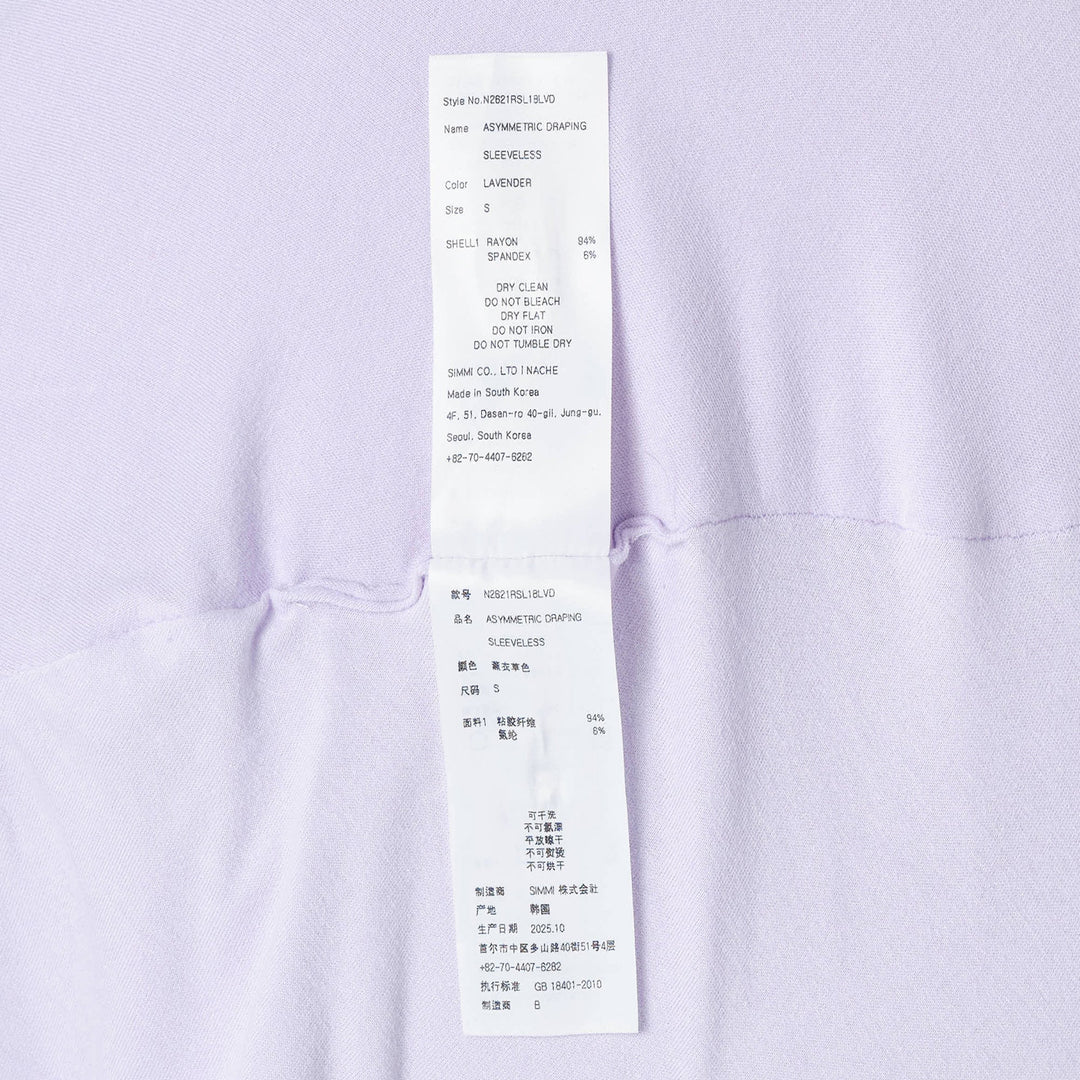 Style No.N2621RSL18LVD
Name ASYMMETRIC DRAPING
SLEEVELESS
Color LAVENDER
Size S
SHELL1 RAYON 94%
SPANDEX 6%
DRY CLEAN
DO NOT BLEACH
DRY FLAT
DO NOT IRON
DO NOT TUMBLE DRY
SIMMI CO., LTD | NACHE
Made in South Korea
4F, 51, Dasan-ro 40-gil, Jung-gu,
Seoul, South Korea
+82-70-4407-6282
款号 N2621RSL18LVD
品名 ASYMMETRIC DRAPING
SLEEVELESS
颜色 薰衣草色
尺码 S
面料1 粘胶纤维 94%
氨纶 6%
可干洗
不可氯漂
平放晾干
不可熨烫
不可烘干
制造商 SIMMI 株式会社
产地 韩国
生产日期 2025.10
首尔市中区多山路40街51号4层
+82-70-4407-6282
执行标准 GB 18401-2010
制造商 B